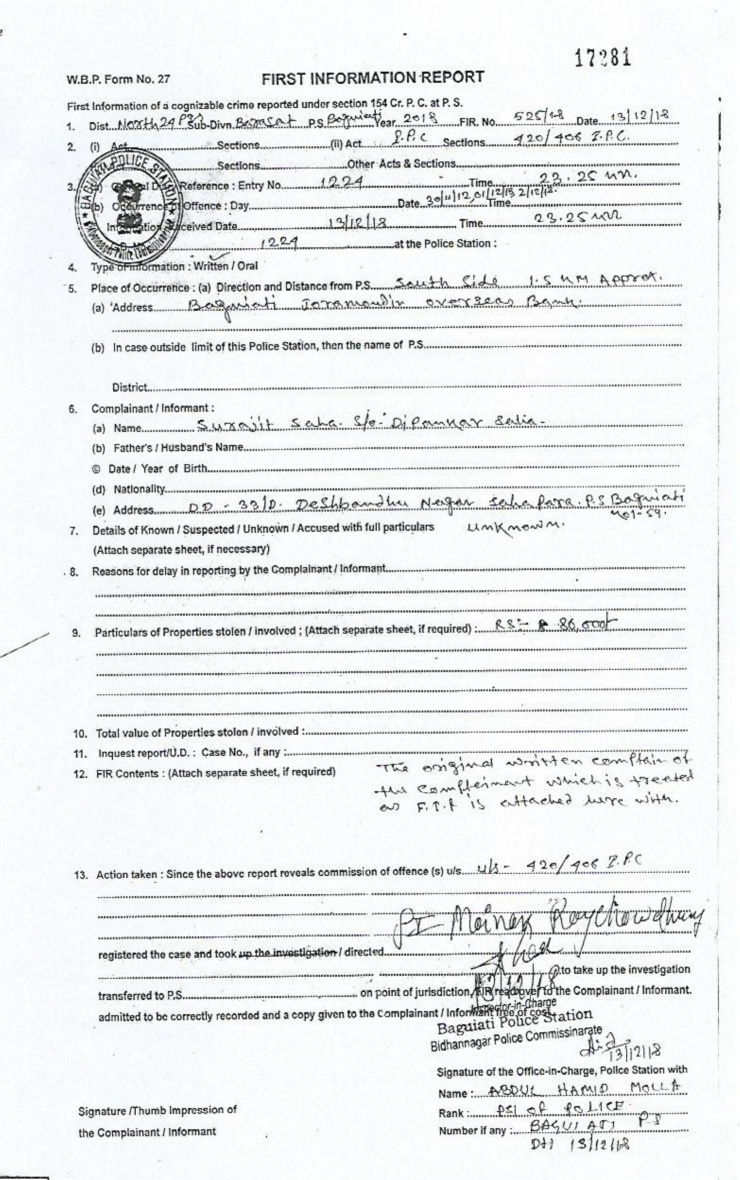 17281
W.B.P. Form No. 27 FIRST INFORMATION REPORT
First Information of a cognizable crime reported under section 154 Cr. P. C. at P. S.
1. Dist. North 24 PGS Sub-Divn. Barasat P.S. Baguiati Year 2018 FIR. No. 525/18 Date 13/12/18
2. (i) Act Sections (ii) Act I.P.C Sections 420/406 I.P.C.
Sections Other Acts & Sections
3. (a) General Diary Reference : Entry No. 1224 Time 23.25
(b) Occurrence of Offence : Day Date 30/11/12, 01/12/18 2/12/18. Time
Information Received Date 13/12/18 Time 23.25
1224 at the Police Station :
BAGUIATI POLICE STATION
4. Type of Information : Written / Oral
5. Place of Occurrence : (a) Direction and Distance from P.S. South Side 1.5 KM Approx.
(a) Address Baguiati overseas Bank.
(b) In case outside limit of this Police Station, then the name of P.S.
District
6. Complainant / Informant :
(a) Name Surajit Saha. S/o- Dipankar Saha-
(b) Father's / Husband's Name
© Date / Year of Birth
(d) Nationality
(e) Address DD - 33/D. Deshbandhu Nagar Sahapara. P.S Baguiati
59.
7. Details of Known / Suspected / Unknown / Accused with full particulars Unknown.
(Attach separate sheet, if necessary)
8. Reasons for delay in reporting by the Complainant / Informant
9. Particulars of Properties stolen / involved ; (Attach separate sheet, if required) : RS:- 86,000/-
10. Total value of Properties stolen / involved :
11. Inquest report/U.D. : Case No., if any :
12. FIR Contents : (Attach separate sheet, if required) The original written complain of
the complainant which is treated
as F.I.R is attached here with.
13. Action taken : Since the above report reveals commission of offence (s) u/s u/s - 420/406 I.P.C
PI Mainak Raychowdhury
registered the case and took up the investigation / directed
to take up the investigation
transferred to P.S. on point of jurisdiction, FIR read over to the Complainant / Informant.
admitted to be correctly recorded and a copy given to the Complainant / Informant free of cost.
Inspector-in-Charge
Baguiati Police Station
Bidhannagar Police Commissinarate
13/12/18
Signature of the Office-in-Charge, Police Station with
Name : ABDUL HAMID MOLLA
Rank : PSI OF POLICE
Number if any : BAGUIATI P.S
Dt: 13/12/18
Signature /Thumb Impression of
the Complainant / Informant